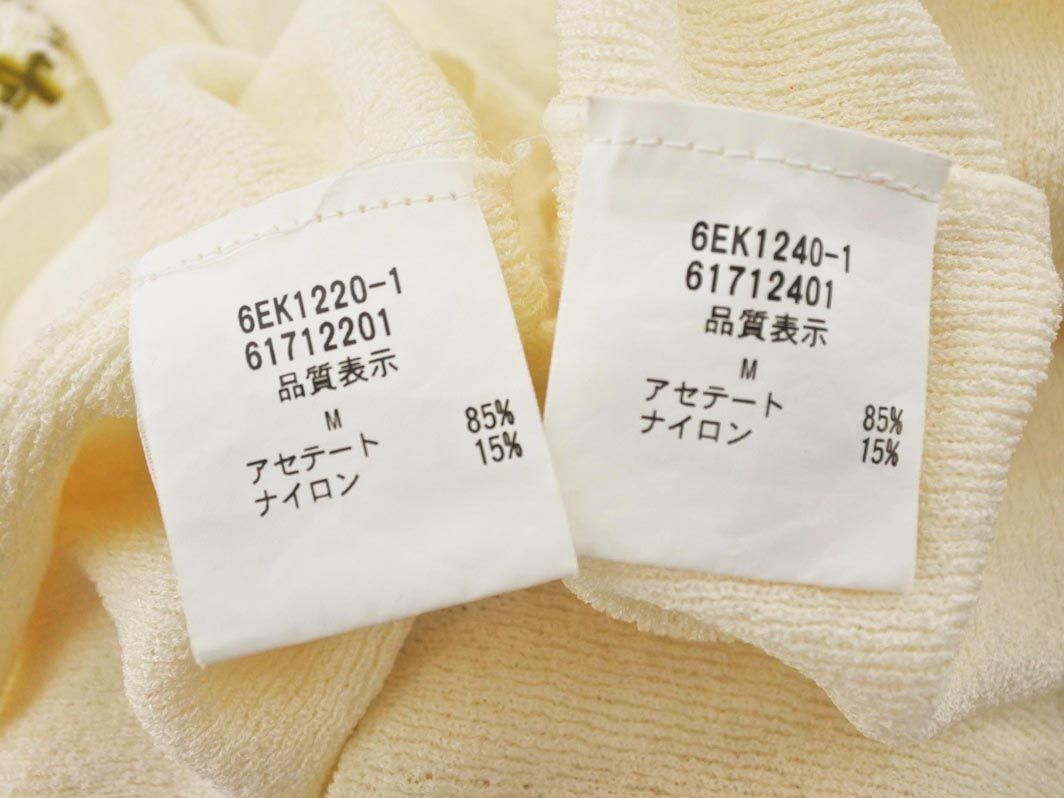 6EK1220-1
61712201
品質表示
M
アセテート 85%
ナイロン 15%
6EK1240-1
61712401
品質表示
M
アセテート 85%
ナイロン 15%